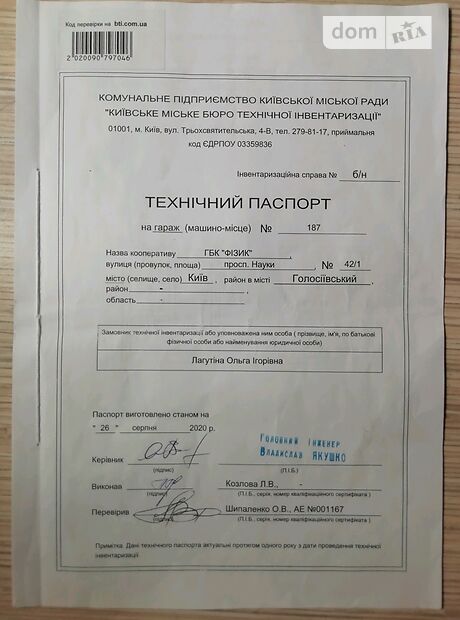 Код перевірки на bti.com.ua
2020090797046
dom RIA
КОМУНАЛЬНЕ ПІДПРИЄМСТВО КИЇВСЬКОЇ МІСЬКОЇ РАДИ
"КИЇВСЬКЕ МІСЬКЕ БЮРО ТЕХНІЧНОЇ ІНВЕНТАРИЗАЦІЇ"
01001, м. Київ, вул. Трьохсвятительська, 4-В, тел. 279-81-17, приймальня
код ЄДРПОУ 03359836
Інвентаризаційна справа № б/н
ТЕХНІЧНИЙ ПАСПОРТ
на гараж (машино-місце) № 187
Назва кооперативу ГБК "ФІЗИК"
вулиця (провулок, площа) просп. Науки , № 42/1
місто (селище, село) Київ , район в місті Голосіївський ,
район - ,
область -
Замовник технічної інвентаризації або уповноважена ним особа ( прізвище, ім'я, по батькові
фізичної особи або найменування юридичної особи)
Лагутіна Ольга Ігорівна
Паспорт виготовлено станом на
" 26 " серпня 2020 р.
Головний інженер
Владислав ЯКУШКО
Керівник
(підпис) (П.І.Б.)
Виконав Козлова Л.В., -
(підпис) (П.І.Б., серія, номер кваліфікаційного сертифіката )
Перевірив Шипаленко О.В., АЕ №001167
(підпис) (П.І.Б., серія, номер кваліфікаційного сертифіката )
Примітка. Дані технічного паспорта актуальні протягом одного року з дати проведення технічної
інвентаризації